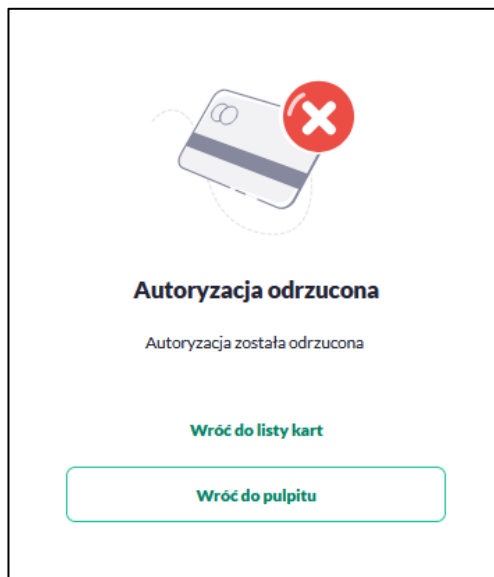 Autoryzacja odrzucona
Autoryzacja została odrzucona
Wróć do listy kart
Wróć do pulpitu